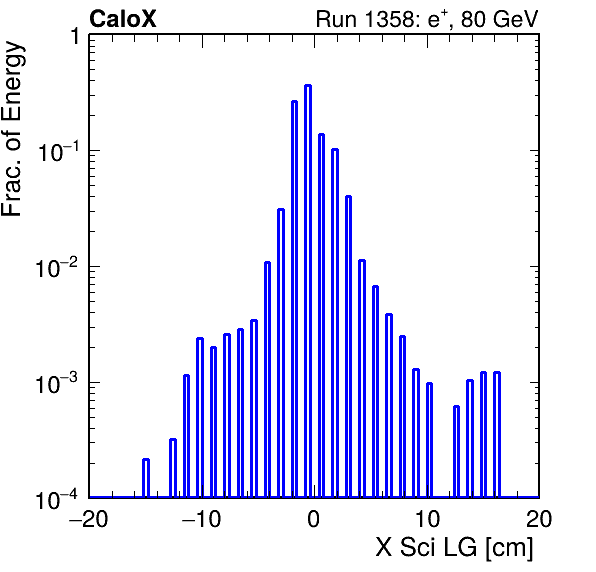 CaloX Run 1358: e⁺, 80 GeV
Frac. of Energy
1
10⁻¹
10⁻²
10⁻³
10⁻⁴
−20 −10 0 10 20
X Sci LG [cm]